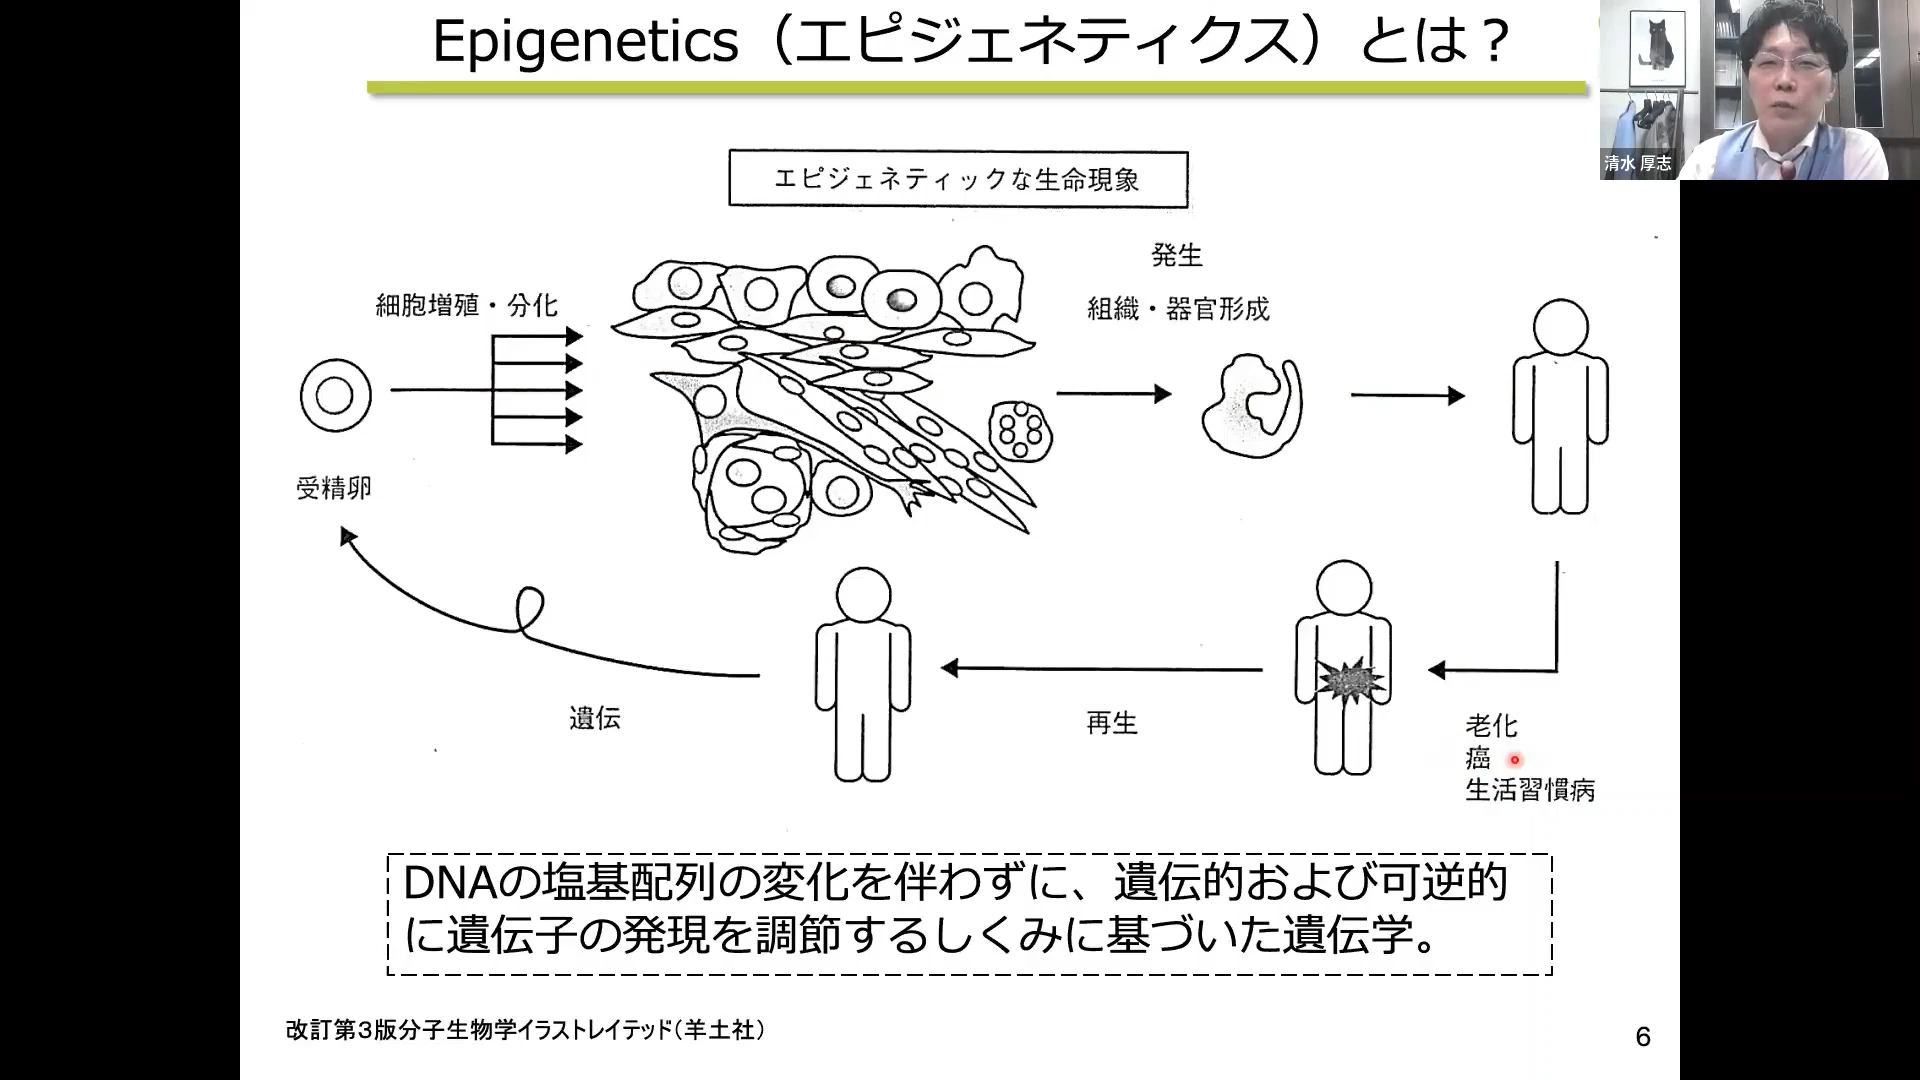 Epigenetics（エピジェネティクス）とは？
清水 厚志
エピジェネティックな生命現象
発生
細胞増殖・分化
組織・器官形成
受精卵
遺伝
再生
老化
癌
生活習慣病
DNAの塩基配列の変化を伴わずに、遺伝的および可逆的
に遺伝子の発現を調節するしくみに基づいた遺伝学。
改訂第3版分子生物学イラストレイテッド（羊土社）
6